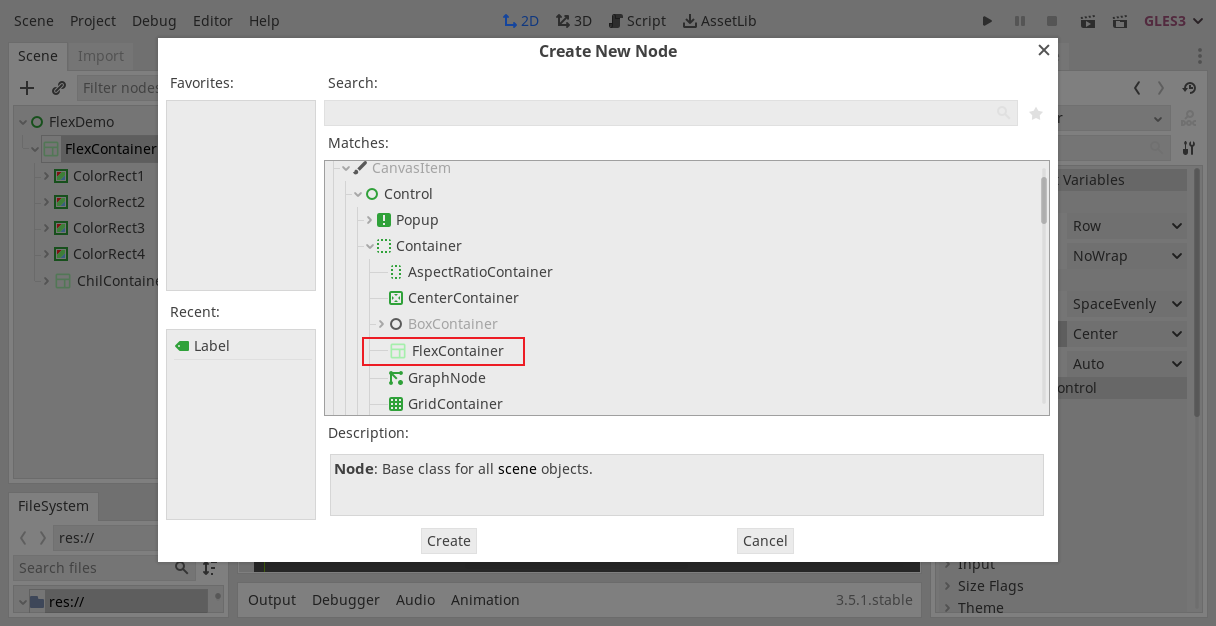 Scene Project Debug Editor Help 2D 3D Script AssetLib GLES3
Scene Import
Filter nodes
FlexDemo
FlexContainer
ColorRect1
ColorRect2
ColorRect3
ColorRect4
Create New Node
Favorites:
Recent:
Label
Search:
Matches:
CanvasItem
Control
Popup
Container
AspectRatioContainer
CenterContainer
BoxContainer
FlexContainer
GraphNode
GridContainer
Description:
Node: Base class for all scene objects.
Create Cancel
Variables
Row
NoWrap
SpaceEvenly
Center
Auto
FileSystem
res://
Search files
res://
Output Debugger Audio Animation 3.5.1.stable
Input
Size Flags
Theme